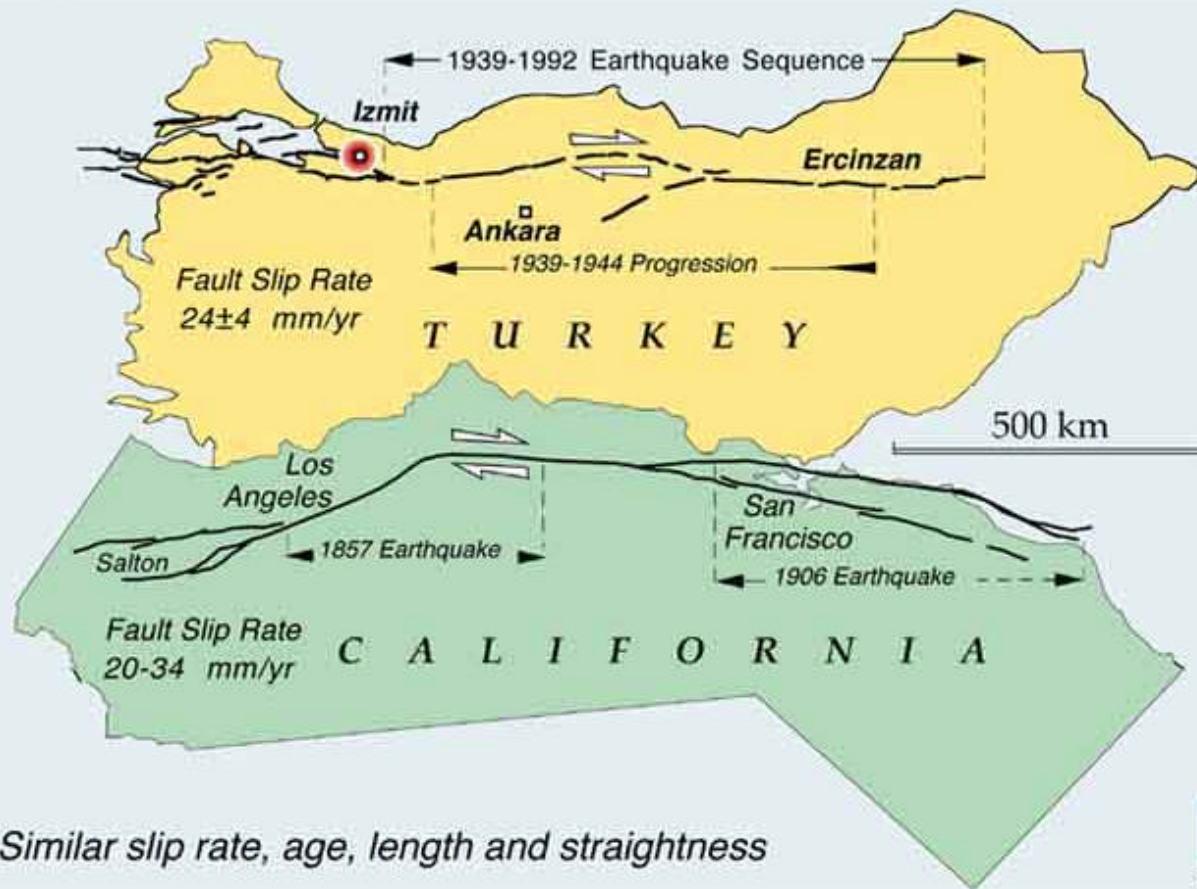 1939-1992 Earthquake Sequence
Izmit
Ercinzan
Ankara
1939-1944 Progression
Fault Slip Rate
24±4 mm/yr
TURKEY
500 km
Los
Angeles
San
Francisco
Salton
1857 Earthquake
1906 Earthquake
Fault Slip Rate
20-34 mm/yr
CALIFORNIA
Similar slip rate, age, length and straightness